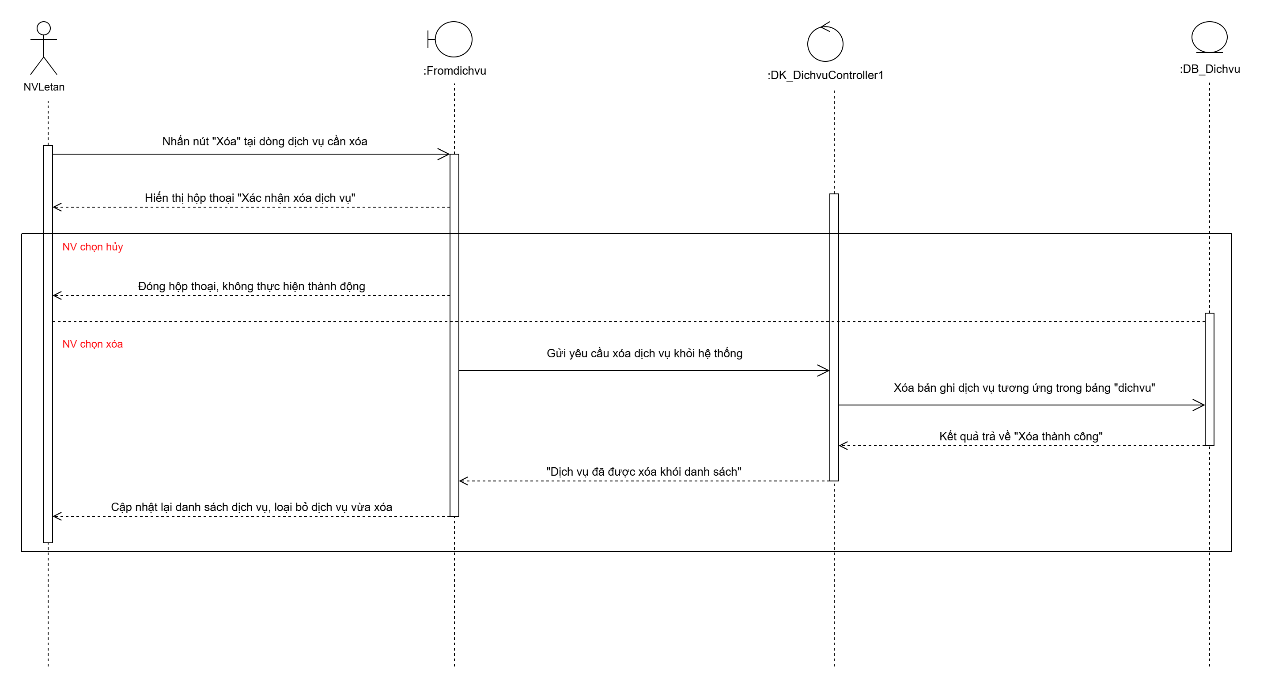 NVLetan
:Fromdichvu
:DK_DichvuController1
:DB_Dichvu
Nhấn nút "Xóa" tại dòng dịch vụ cần xóa
Hiển thị hộp thoại "Xác nhận xóa dịch vụ"
NV chọn hủy
Đóng hộp thoại, không thực hiện thành động
NV chọn xóa
Gửi yêu cầu xóa dịch vụ khỏi hệ thống
Xóa bản ghi dịch vụ tương ứng trong bảng "dichvu"
Kết quả trả về "Xóa thành công"
"Dịch vụ đã được xóa khỏi danh sách"
Cập nhật lại danh sách dịch vụ, loại bỏ dịch vụ vừa xóa